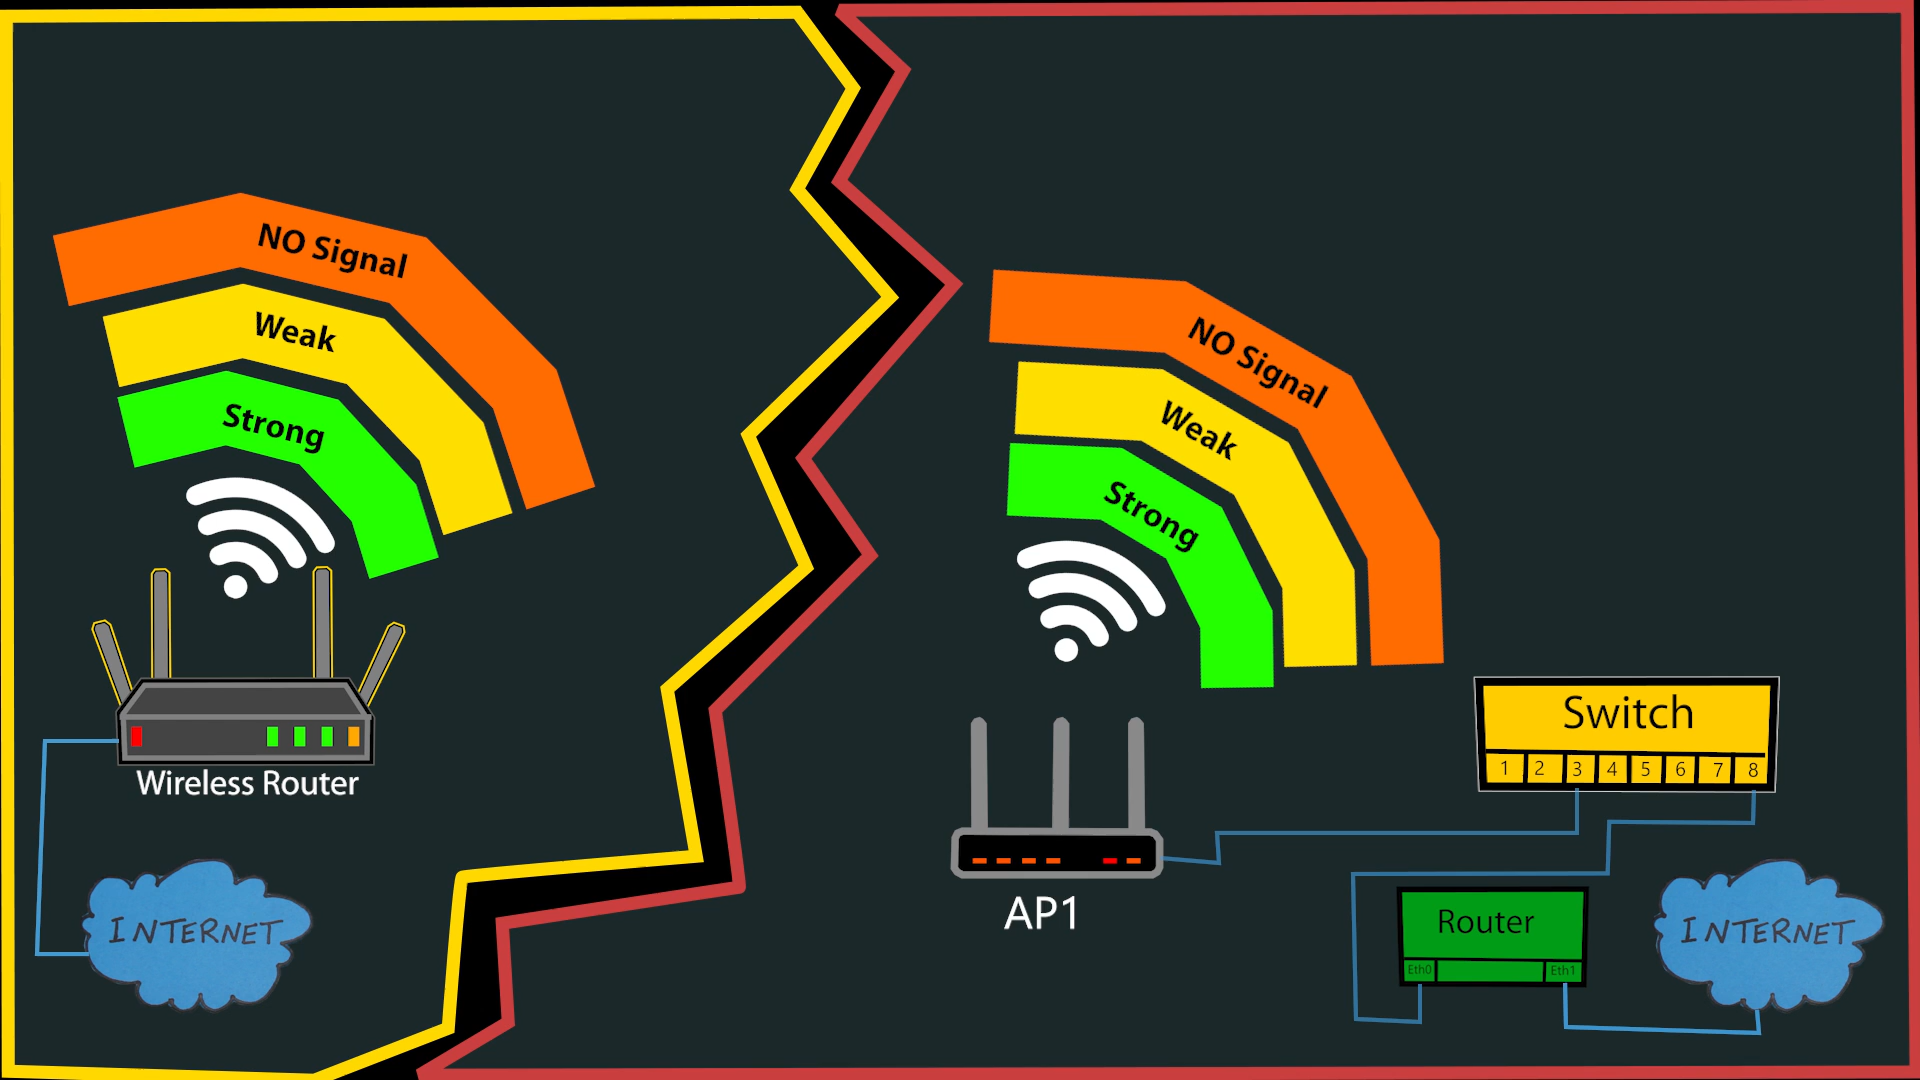 NO Signal
Weak
Strong
Wireless Router
INTERNET
NO Signal
Weak
Strong
AP1
Switch
1 2 3 4 5 6 7 8
Router
Eth0 Eth1
INTERNET